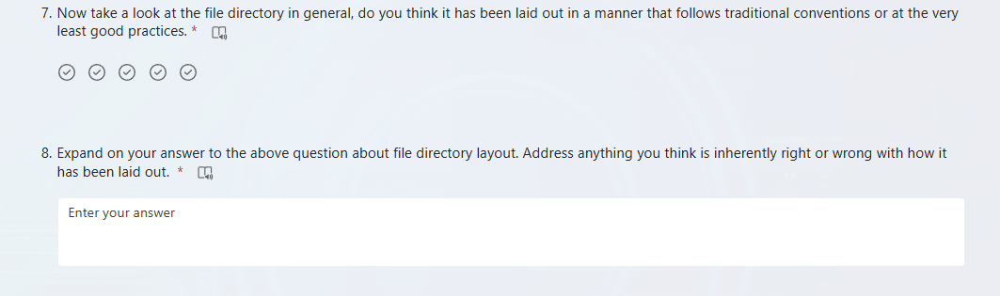 7. Now take a look at the file directory in general, do you think it has been laid out in a manner that follows traditional conventions or at the very
least good practices. *
8. Expand on your answer to the above question about file directory layout. Address anything you think is inherently right or wrong with how it
has been laid out. *
Enter your answer